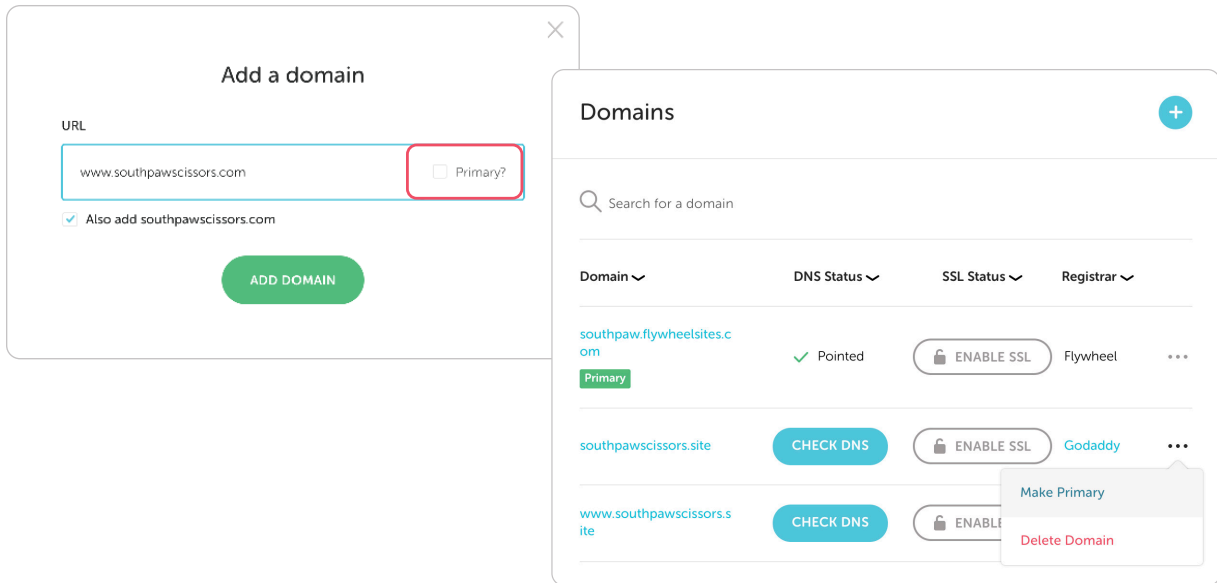 Add a domain
URL
www.southpawscissors.com
Primary?
Also add southpawscissors.com
ADD DOMAIN
Domains
Search for a domain
Domain DNS Status SSL Status Registrar
southpaw.flywheelsites.c
om
Primary
Pointed
ENABLE SSL
Flywheel
southpawscissors.site
CHECK DNS
ENABLE SSL
Godaddy
Make Primary
Delete Domain
www.southpawscissors.s
ite
CHECK DNS
ENABLE